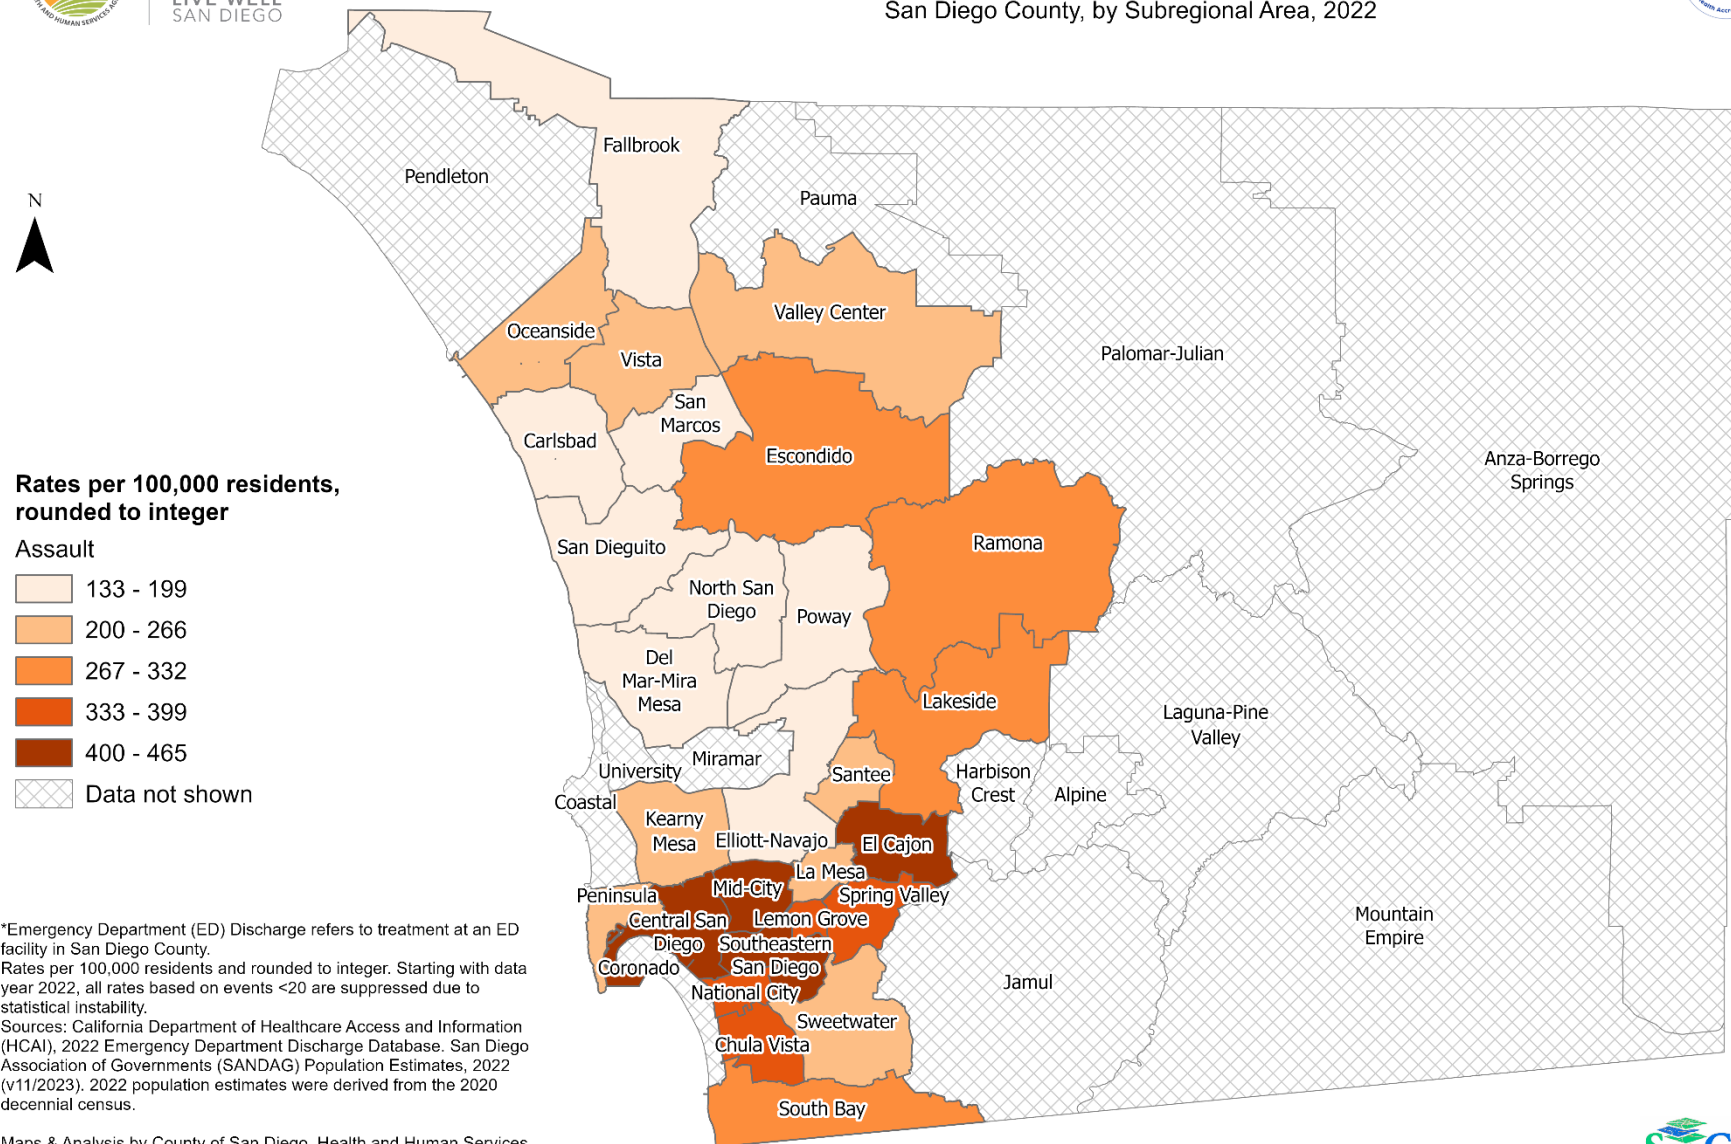 LIVE WELL
SAN DIEGO
San Diego County, by Subregional Area, 2022
N
Fallbrook
Pendleton
Pauma
Valley Center
Oceanside
Vista
Palomar-Julian
San
Marcos
Carlsbad
Escondido
Anza-Borrego
Springs
Rates per 100,000 residents,
rounded to integer
Assault
133 - 199
200 - 266
267 - 332
333 - 399
400 - 465
Data not shown
San Dieguito
Ramona
North San
Diego
Poway
Del
Mar-Mira
Mesa
Lakeside
Laguna-Pine
Valley
Miramar
University
Santee
Harbison
Crest
Alpine
Coastal
Kearny
Mesa
Elliott-Navajo
El Cajon
La Mesa
Mid-City
Peninsula
Spring Valley
Central San
Diego
Lemon Grove
Southeastern
San Diego
Coronado
National City
Mountain
Empire
Jamul
Sweetwater
Chula Vista
South Bay
*Emergency Department (ED) Discharge refers to treatment at an ED
facility in San Diego County.
Rates per 100,000 residents and rounded to integer. Starting with data
year 2022, all rates based on events <20 are suppressed due to
statistical instability.
Sources: California Department of Healthcare Access and Information
(HCAI), 2022 Emergency Department Discharge Database. San Diego
Association of Governments (SANDAG) Population Estimates, 2022
(v11/2023). 2022 population estimates were derived from the 2020
decennial census.
Maps & Analysis by County of San Diego, Health and Human Services